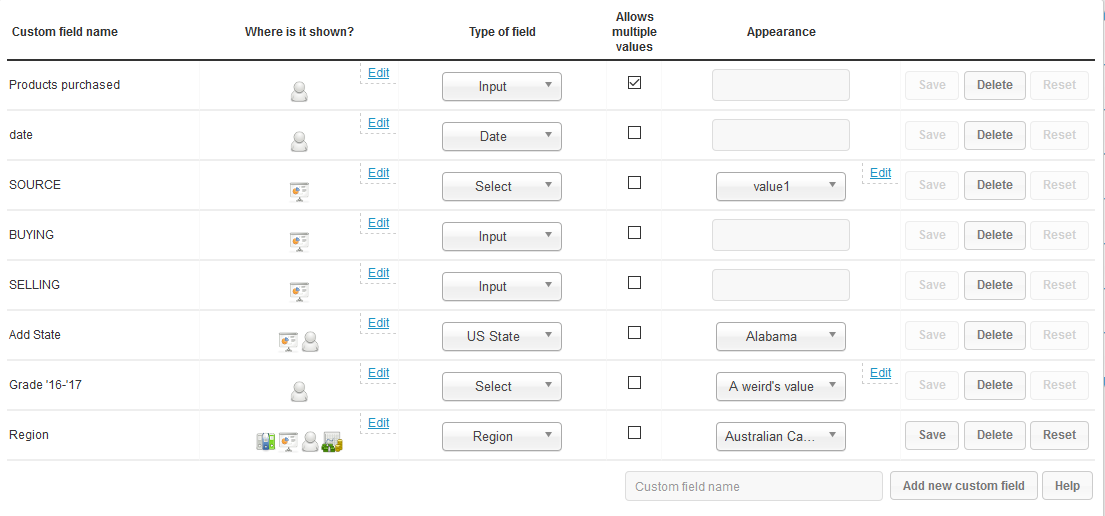 Custom field name Where is it shown? Type of field Allows multiple values Appearance
Products purchased Edit Input Save Delete Reset
date Edit Date Save Delete Reset
SOURCE Edit Select value1 Edit Save Delete Reset
BUYING Edit Input Save Delete Reset
SELLING Edit Input Save Delete Reset
Add State Edit US State Alabama Save Delete Reset
Grade '16-'17 Edit Select A weird's value Edit Save Delete Reset
Region Edit Region Australian Ca... Save Delete Reset
Custom field name Add new custom field Help